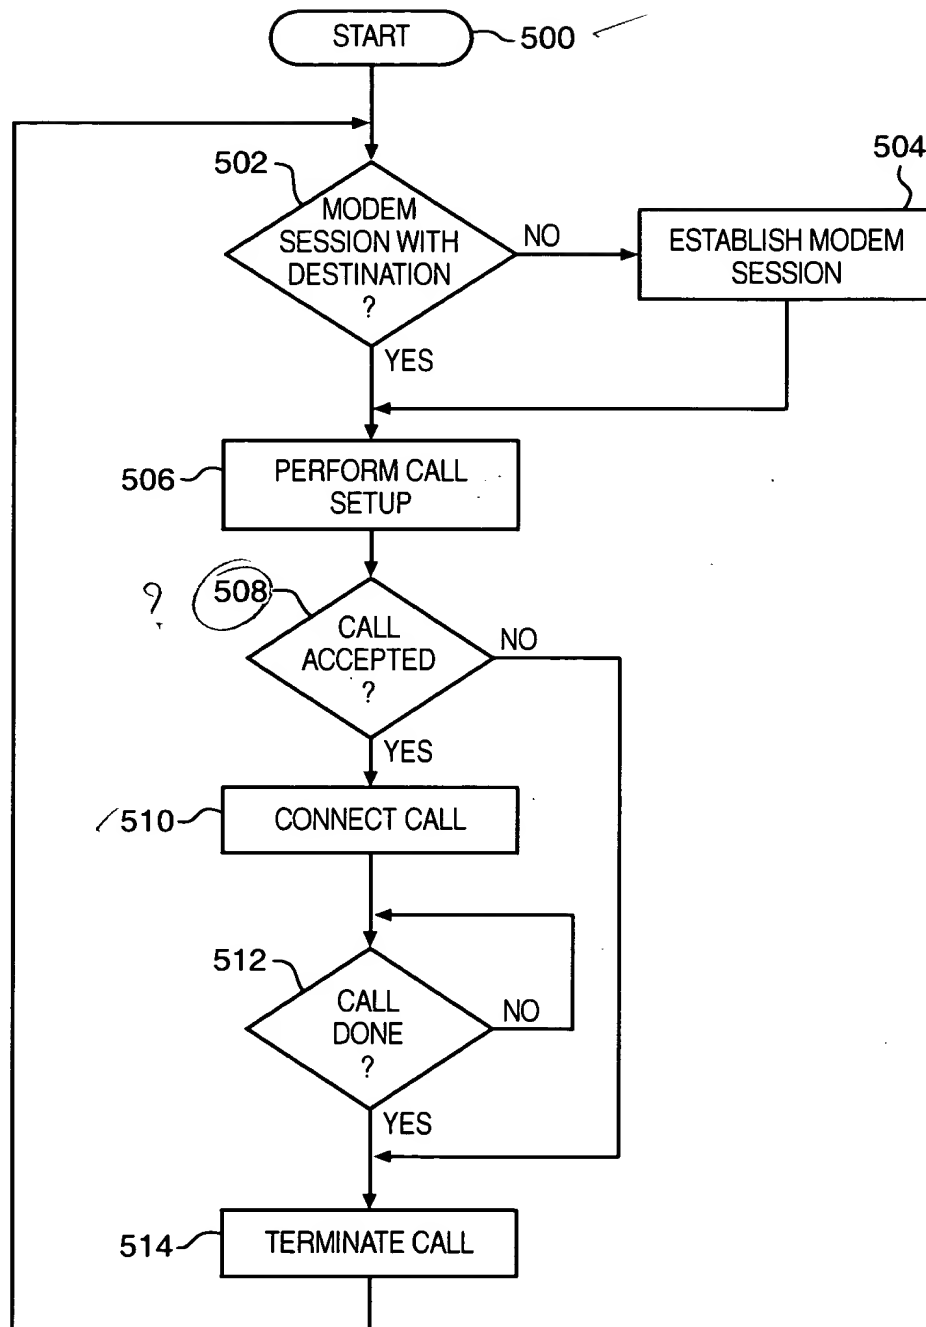 START
500
502
MODEM
SESSION WITH
DESTINATION
?
NO
504
ESTABLISH MODEM
SESSION
YES
506
PERFORM CALL
SETUP
?
508
CALL
ACCEPTED
?
NO
YES
510
CONNECT CALL
512
CALL
DONE
?
NO
YES
514
TERMINATE CALL